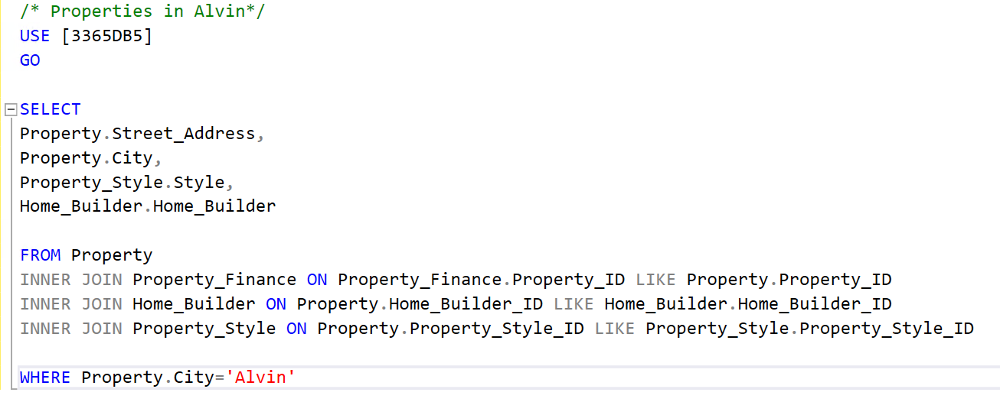 /* Properties in Alvin*/
USE [3365DB5]
GO
SELECT
Property.Street_Address,
Property.City,
Property_Style.Style,
Home_Builder.Home_Builder
FROM Property
INNER JOIN Property_Finance ON Property_Finance.Property_ID LIKE Property.Property_ID
INNER JOIN Home_Builder ON Property.Home_Builder_ID LIKE Home_Builder.Home_Builder_ID
INNER JOIN Property_Style ON Property.Property_Style_ID LIKE Property_Style.Property_Style_ID
WHERE Property.City='Alvin'